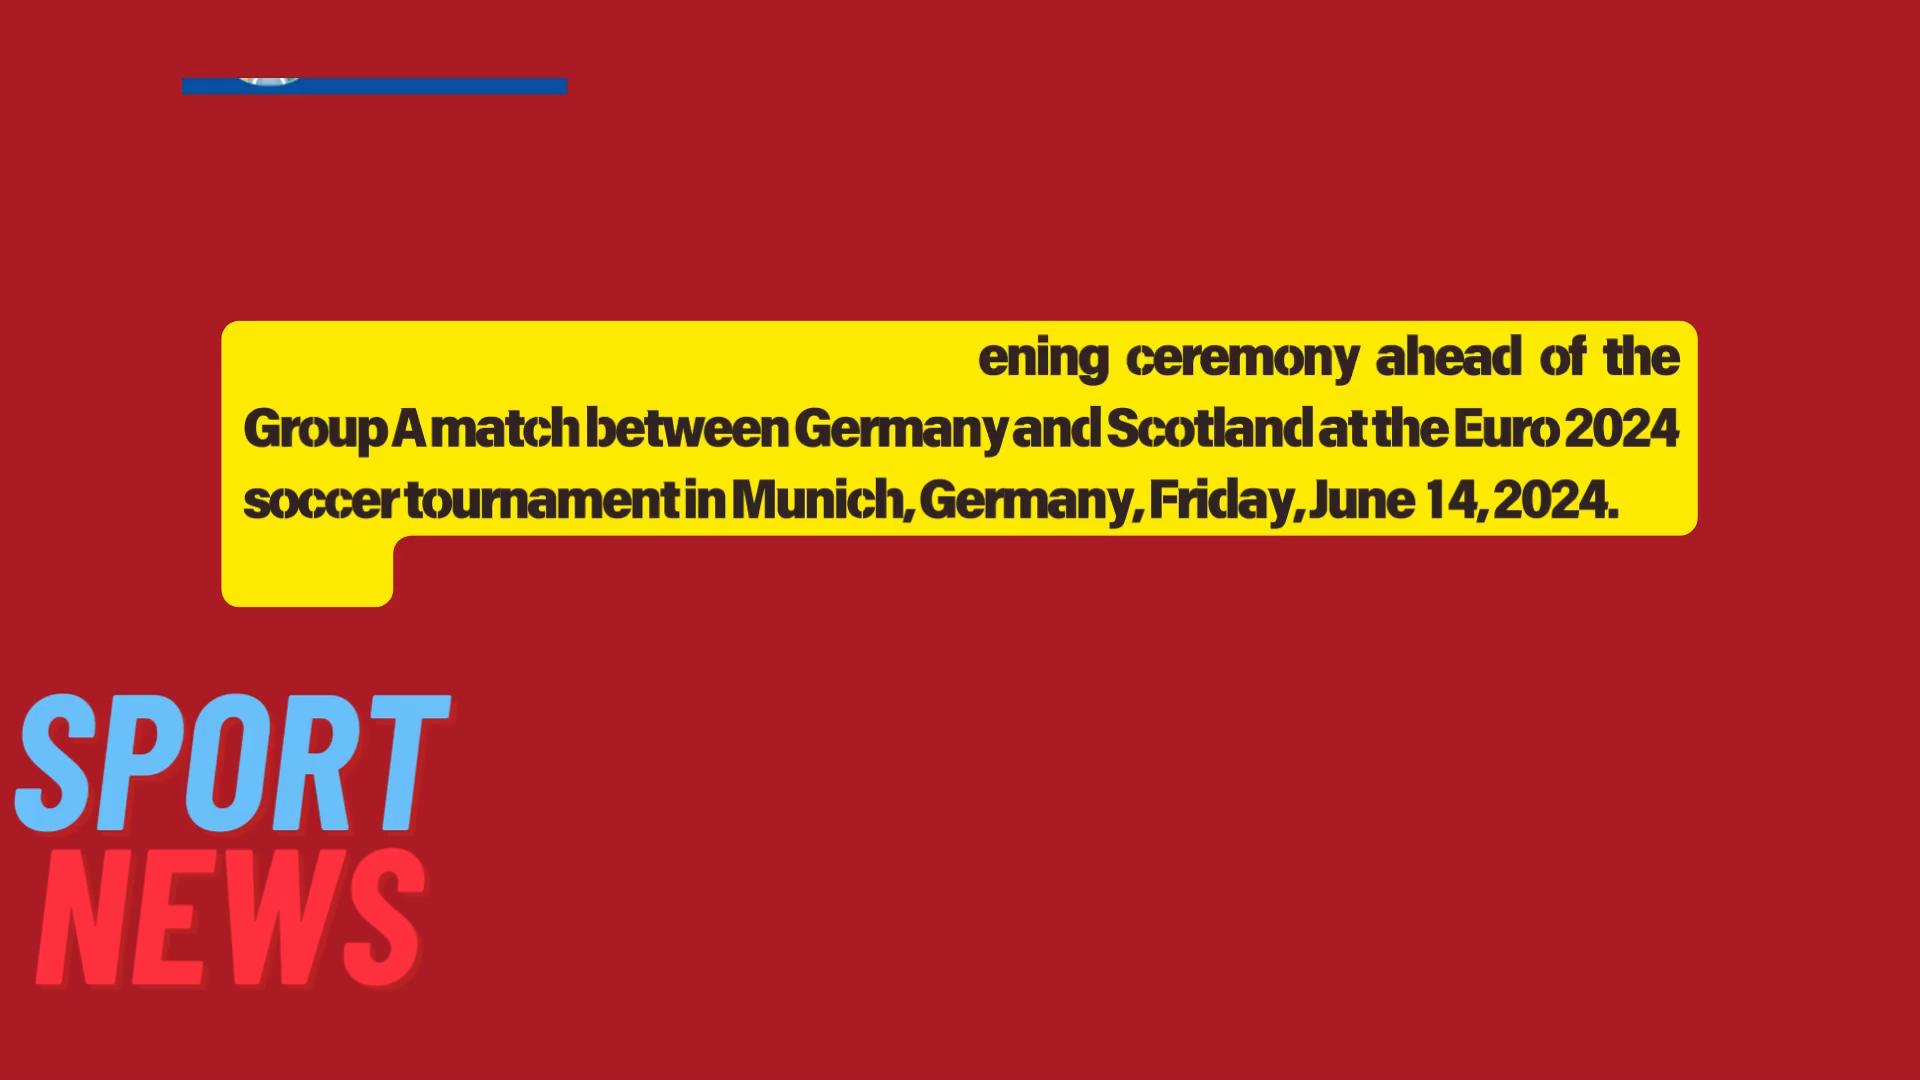 ening ceremony ahead of the
Group A match between Germany and Scotland at the Euro 2024
soccer tournament in Munich, Germany, Friday, June 14, 2024.
SPORT
NEWS